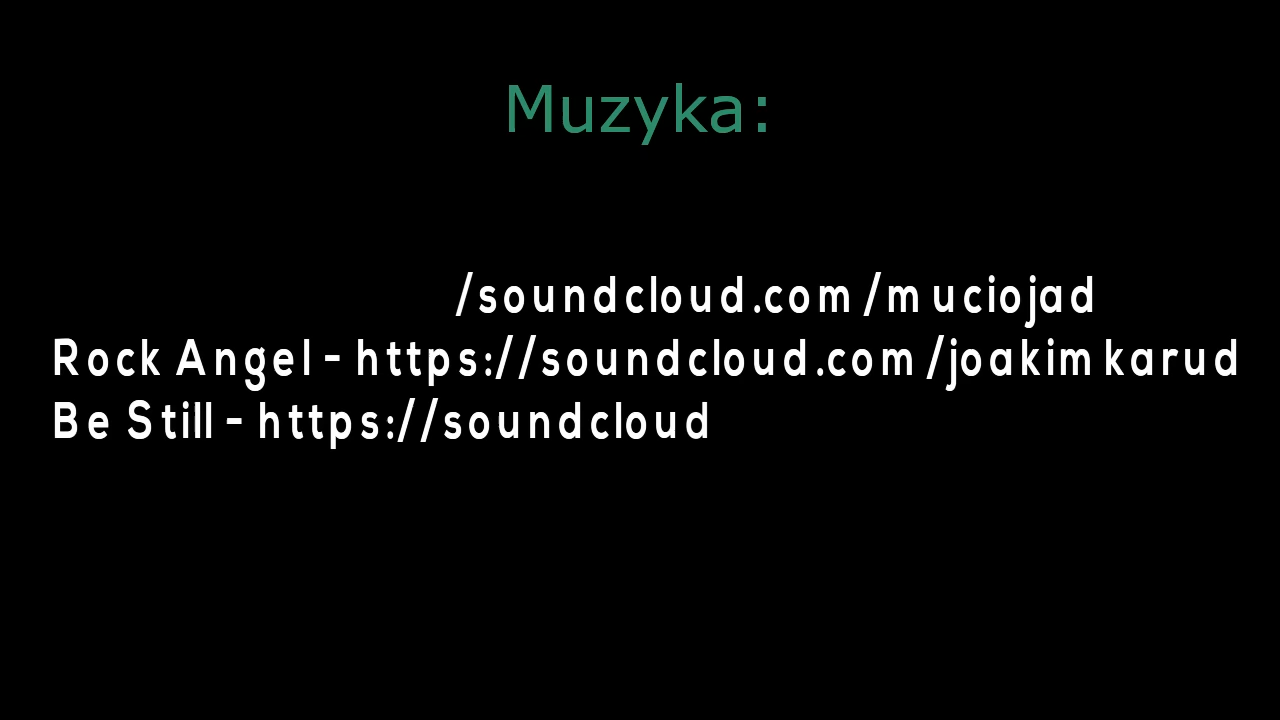 Muzyka:
/soundcloud.com/muciojad
Rock Angel - https://soundcloud.com/joakimkarud
Be Still - https://soundcloud